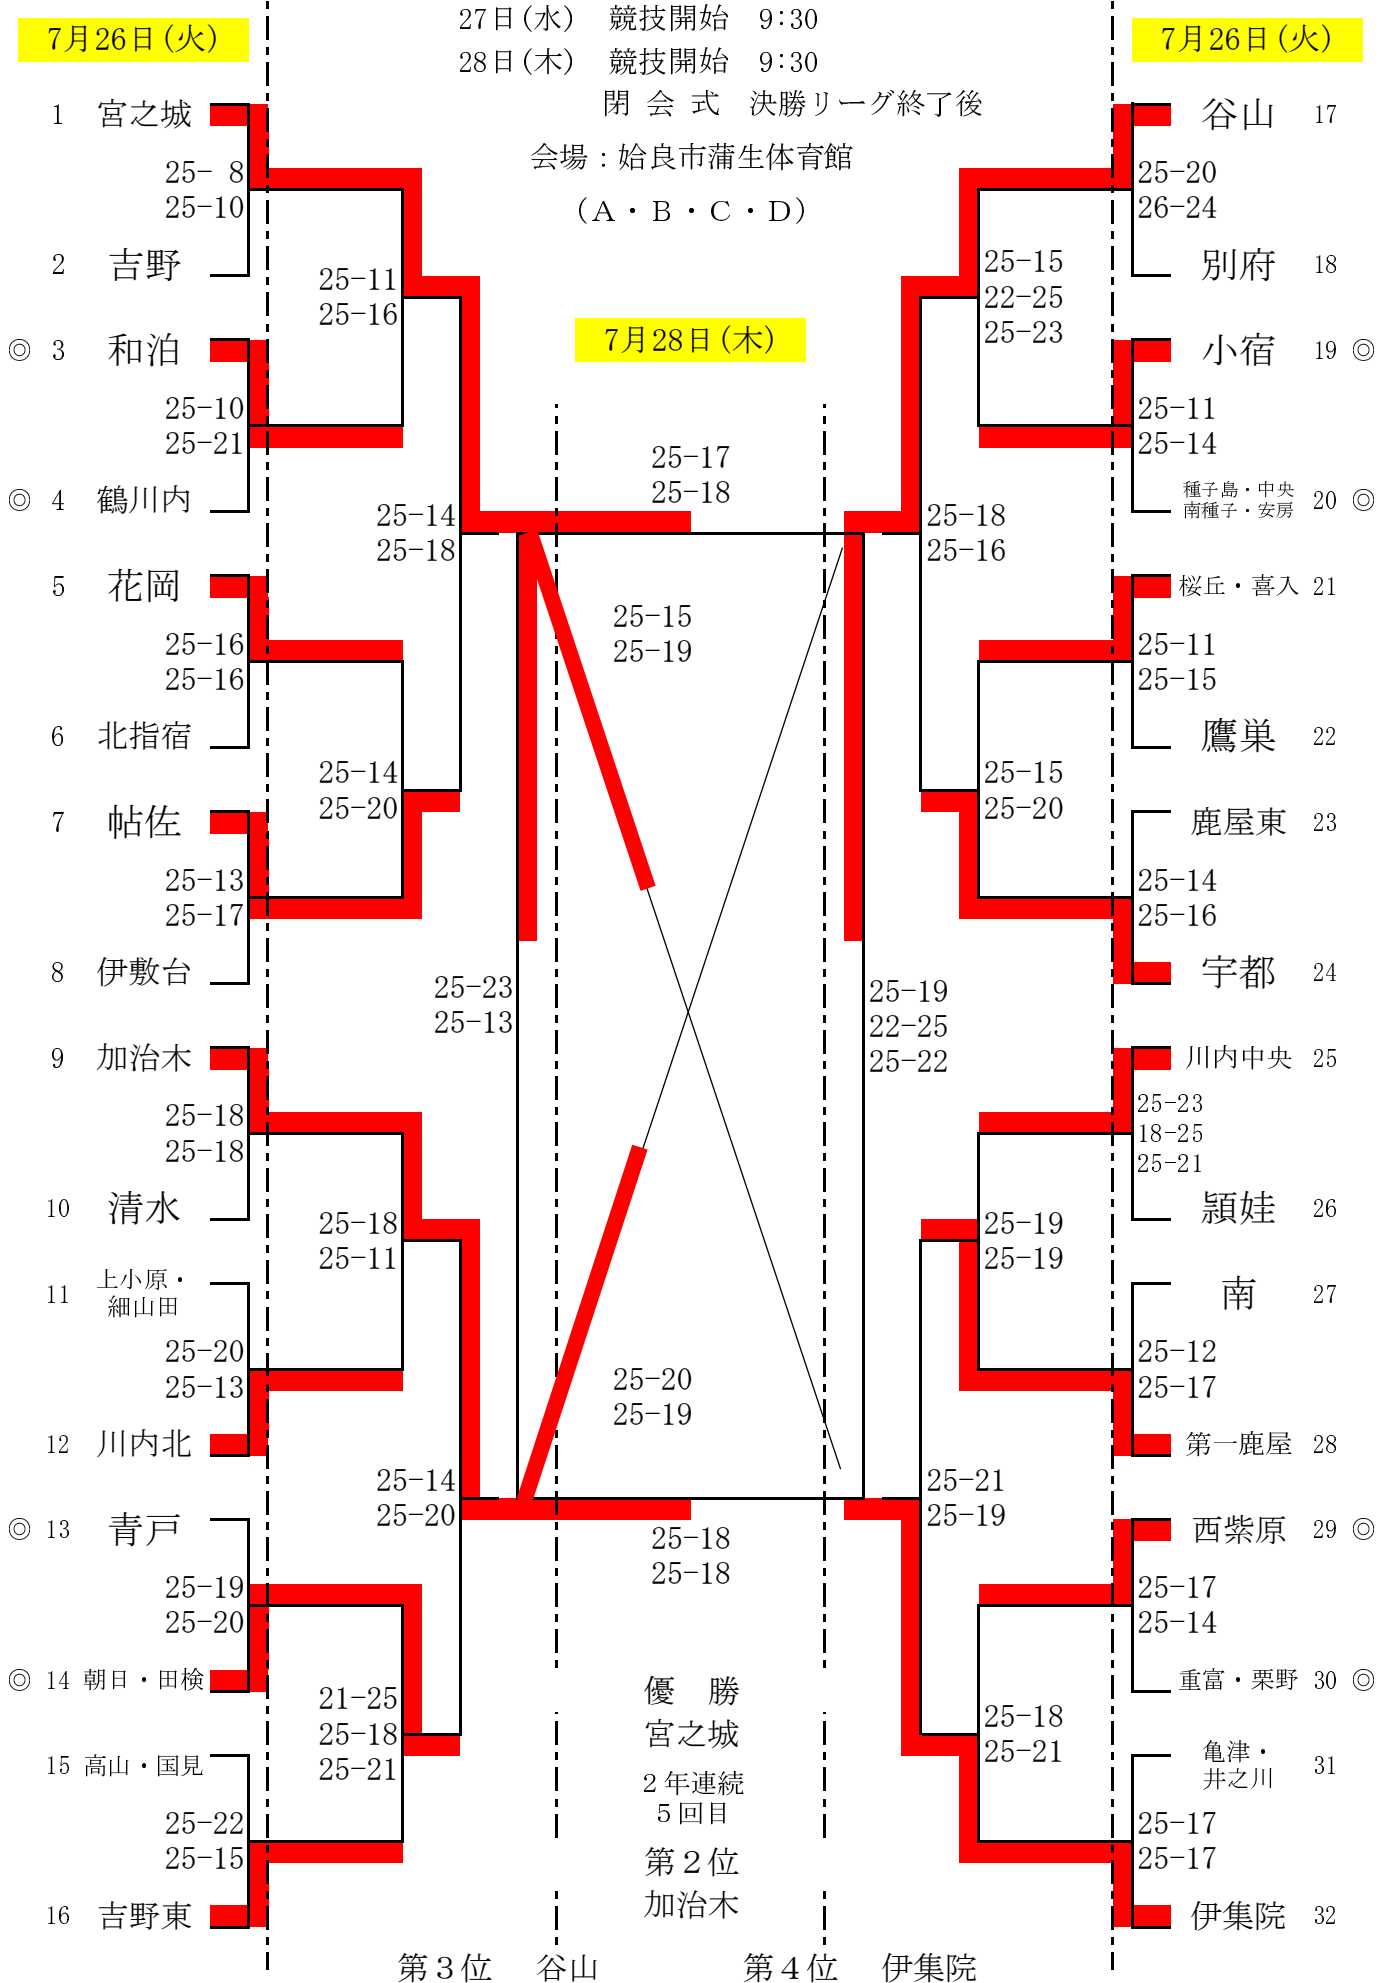 7月26日(火)
27日(水) 競技開始 9:30
28日(木) 競技開始 9:30
閉 会 式 決勝リーグ終了後
会場：姶良市蒲生体育館
（A・B・C・D）
7月26日(火)
7月28日(木)
1 宮之城
25- 8
25-10
2 吉野
25-11
25-16
◎ 3 和泊
25-10
25-21
◎ 4 鶴川内
25-14
25-18
5 花岡
25-16
25-16
6 北指宿
25-14
25-20
7 帖佐
25-13
25-17
8 伊敷台
9 加治木
25-18
25-18
10 清水
25-18
25-11
11 上小原・
細山田
25-20
25-13
12 川内北
25-14
25-20
◎ 13 青戸
25-19
25-20
◎ 14 朝日・田検
21-25
25-18
25-21
15 高山・国見
25-22
25-15
16 吉野東
25-17
25-18
25-15
25-19
25-23
25-13
25-19
22-25
25-22
25-20
25-19
25-18
25-18
谷山 17
25-20
26-24
別府 18
25-15
22-25
25-23
小宿 19 ◎
25-11
25-14
種子島・中央
南種子・安房 20 ◎
25-18
25-16
桜丘・喜入 21
25-11
25-15
鷹巣 22
25-15
25-20
鹿屋東 23
25-14
25-16
宇都 24
川内中央 25
25-23
18-25
25-21
頴娃 26
25-19
25-19
南 27
25-12
25-17
第一鹿屋 28
25-21
25-19
西紫原 29 ◎
25-17
25-14
重富・栗野 30 ◎
25-18
25-21
亀津・
井之川 31
25-17
25-17
伊集院 32
優 勝
宮之城
２年連続
５回目
第２位
加治木
第３位 谷山 第４位 伊集院